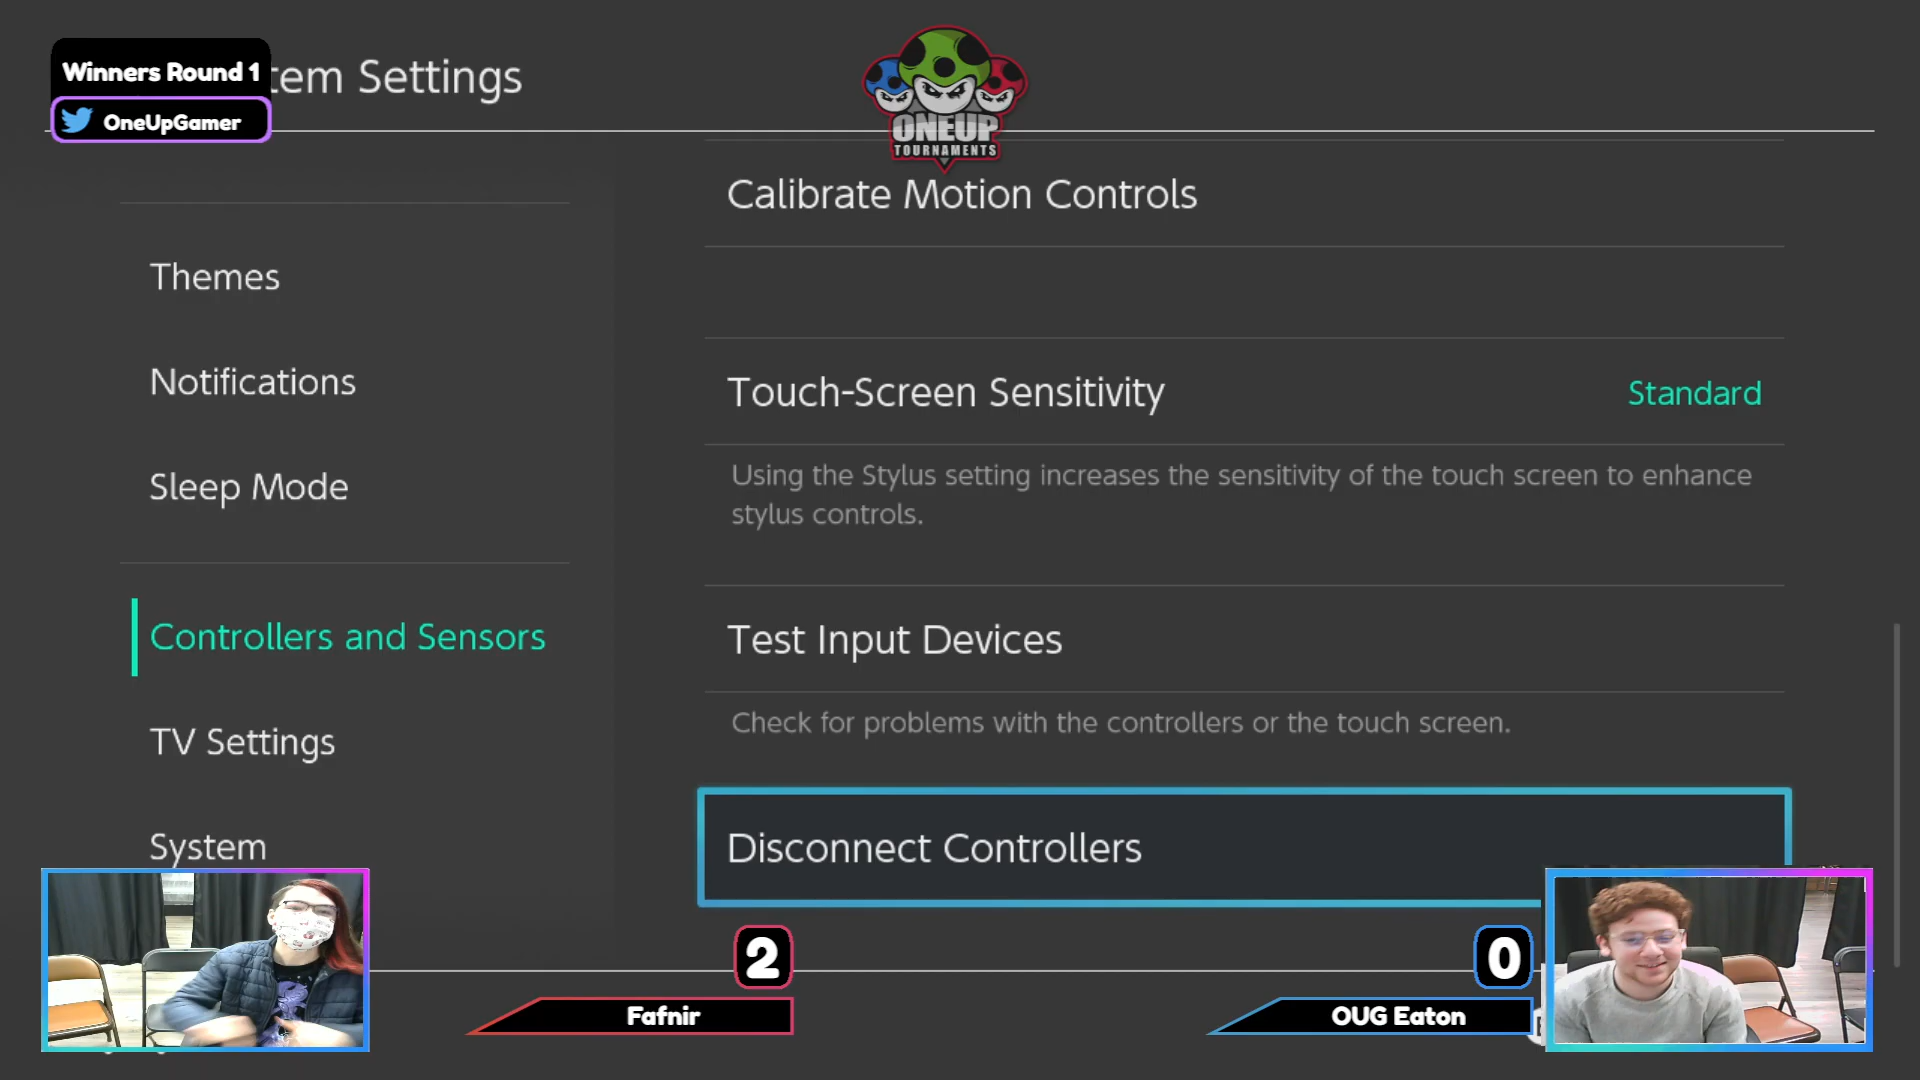 Winners Round 1
tem Settings
OneUpGamer
ONEUP
TOURNAMENTS
Calibrate Motion Controls
Themes
Notifications
Touch-Screen Sensitivity
Standard
Using the Stylus setting increases the sensitivity of the touch screen to enhance
stylus controls.
Sleep Mode
Controllers and Sensors
Test Input Devices
Check for problems with the controllers or the touch screen.
TV Settings
System
Disconnect Controllers
2
0
Fafnir
OUG Eaton